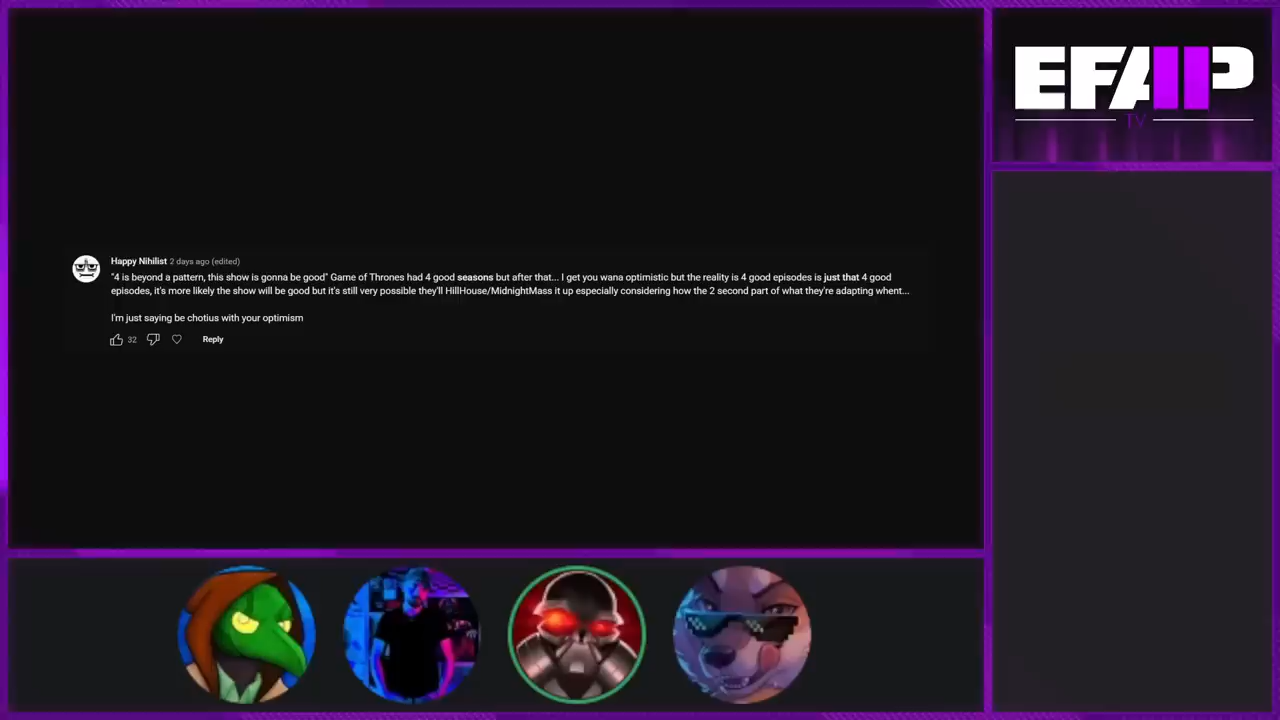 EFAP
TV
Happy Nihilist 2 days ago (edited)
"4 is beyond a pattern, this show is gonna be good" Game of Thrones had 4 good seasons but after that... I get you wana optimistic but the reality is 4 good episodes is just that 4 good
episodes, it's more likely the show will be good but it's still very possible they'll HillHouse/MidnightMass it up especially considering how the 2 second part of what they're adapting whent...
I'm just saying be chotius with your optimism
32 Reply